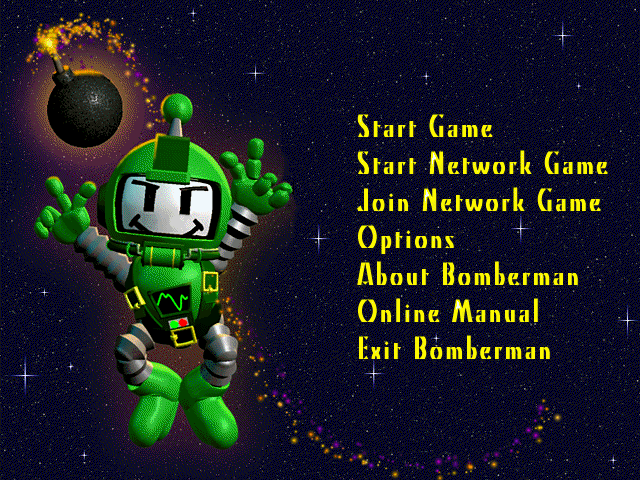 Start Game
Start Network Game
Join Network Game
Options
About Bomberman
Online Manual
Exit Bomberman